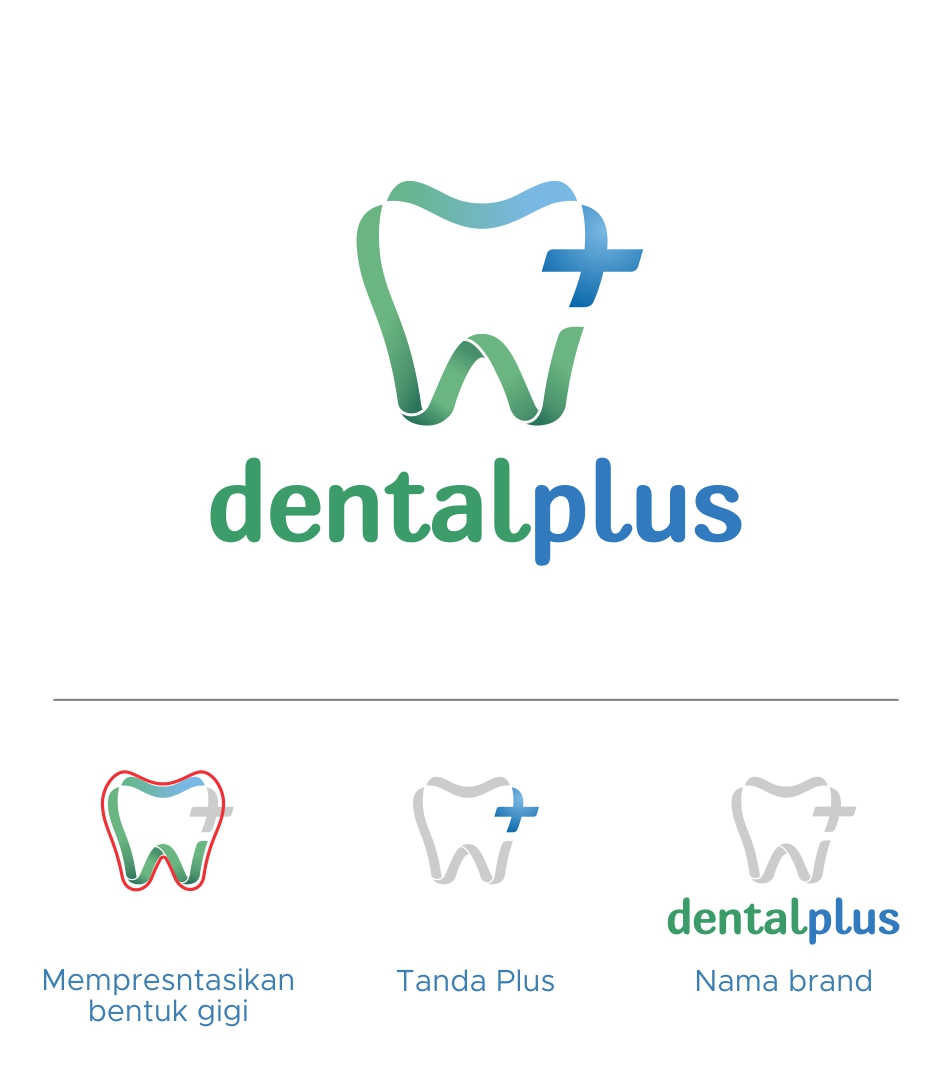 dentalplus
dentalplus
Mempresntasikan
bentuk gigi
Tanda Plus
Nama brand